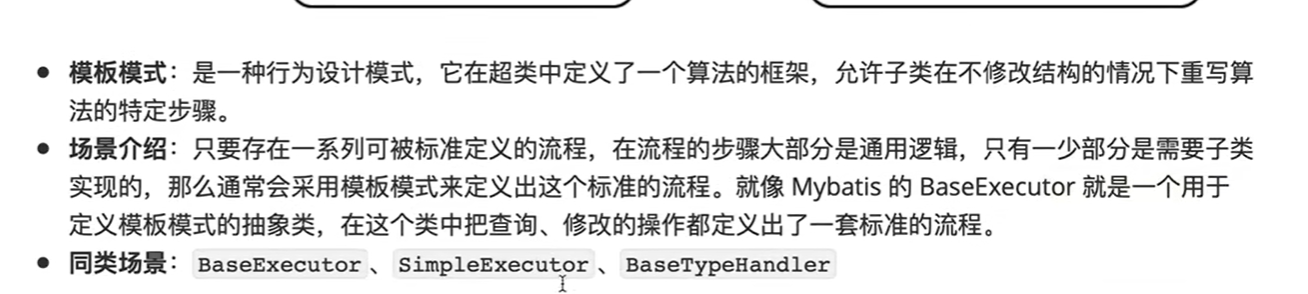 模板模式：是一种行为设计模式，它在超类中定义了一个算法的框架，允许子类在不修改结构的情况下重写算
法的特定步骤。
场景介绍：只要存在一系列可被标准定义的流程，在流程的步骤大部分是通用逻辑，只有一少部分是需要子类
实现的，那么通常会采用模板模式来定义出这个标准的流程。就像 Mybatis 的 BaseExecutor 就是一个用于
定义模板模式的抽象类，在这个类中把查询、修改的操作都定义出了一套标准的流程。
同类场景：BaseExecutor、SimpleExecutor、BaseTypeHandler